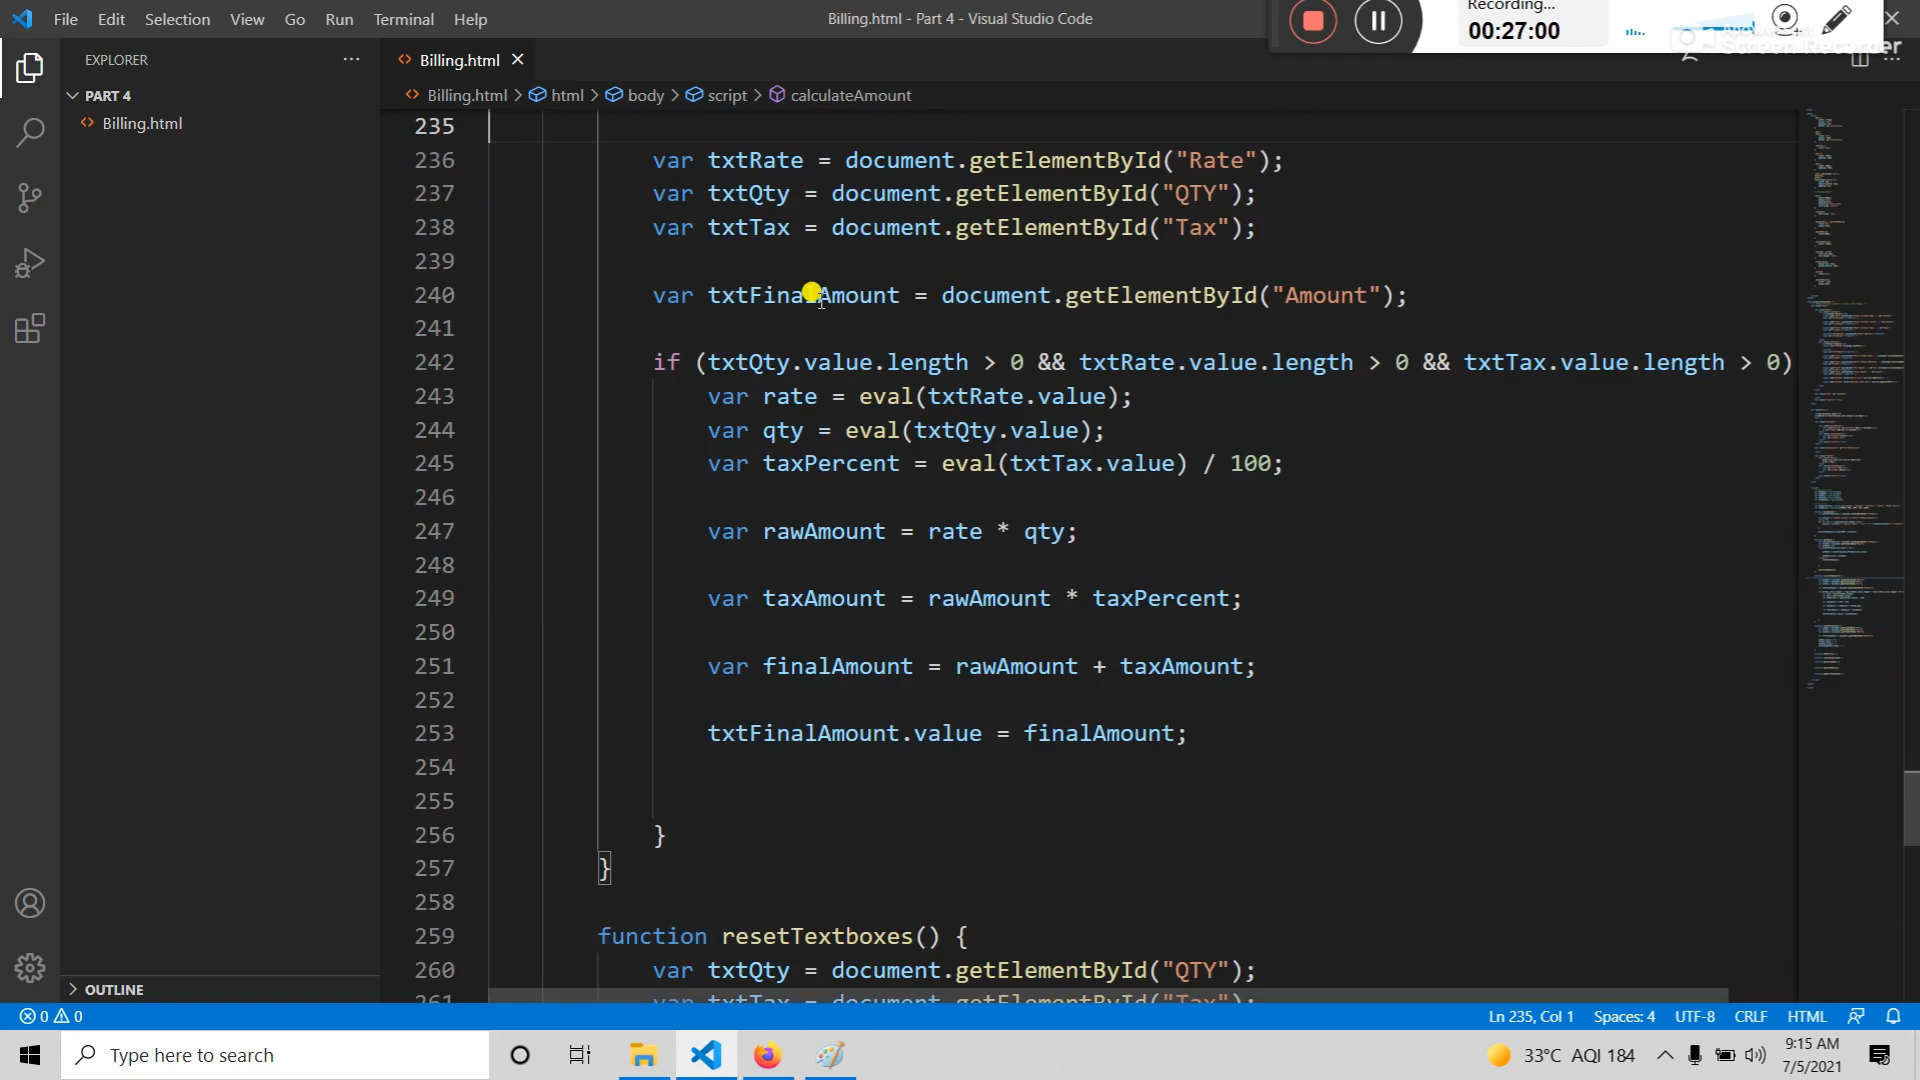 File Edit Selection View Go Run Terminal Help
Billing.html - Part 4 - Visual Studio Code
Recording...
00:27:00
Screen Recorder
EXPLORER
Billing.html
Billing.html > html > body > script > calculateAmount
PART 4
Billing.html
235
236 var txtRate = document.getElementById("Rate");
237 var txtQty = document.getElementById("QTY");
238 var txtTax = document.getElementById("Tax");
239
240 var txtFinalAmount = document.getElementById("Amount");
241
242 if (txtQty.value.length > 0 && txtRate.value.length > 0 && txtTax.value.length > 0)
243 var rate = eval(txtRate.value);
244 var qty = eval(txtQty.value);
245 var taxPercent = eval(txtTax.value) / 100;
246
247 var rawAmount = rate * qty;
248
249 var taxAmount = rawAmount * taxPercent;
250
251 var finalAmount = rawAmount + taxAmount;
252
253 txtFinalAmount.value = finalAmount;
254
255
256 }
257 }
258
259 function resetTextboxes() {
260 var txtQty = document.getElementById("QTY");
261 var txtTax = document.getElementById("Tax");
OUTLINE
0 0
Ln 235, Col 1 Spaces: 4 UTF-8 CRLF HTML
Type here to search
33°C AQI 184
9:15 AM
7/5/2021